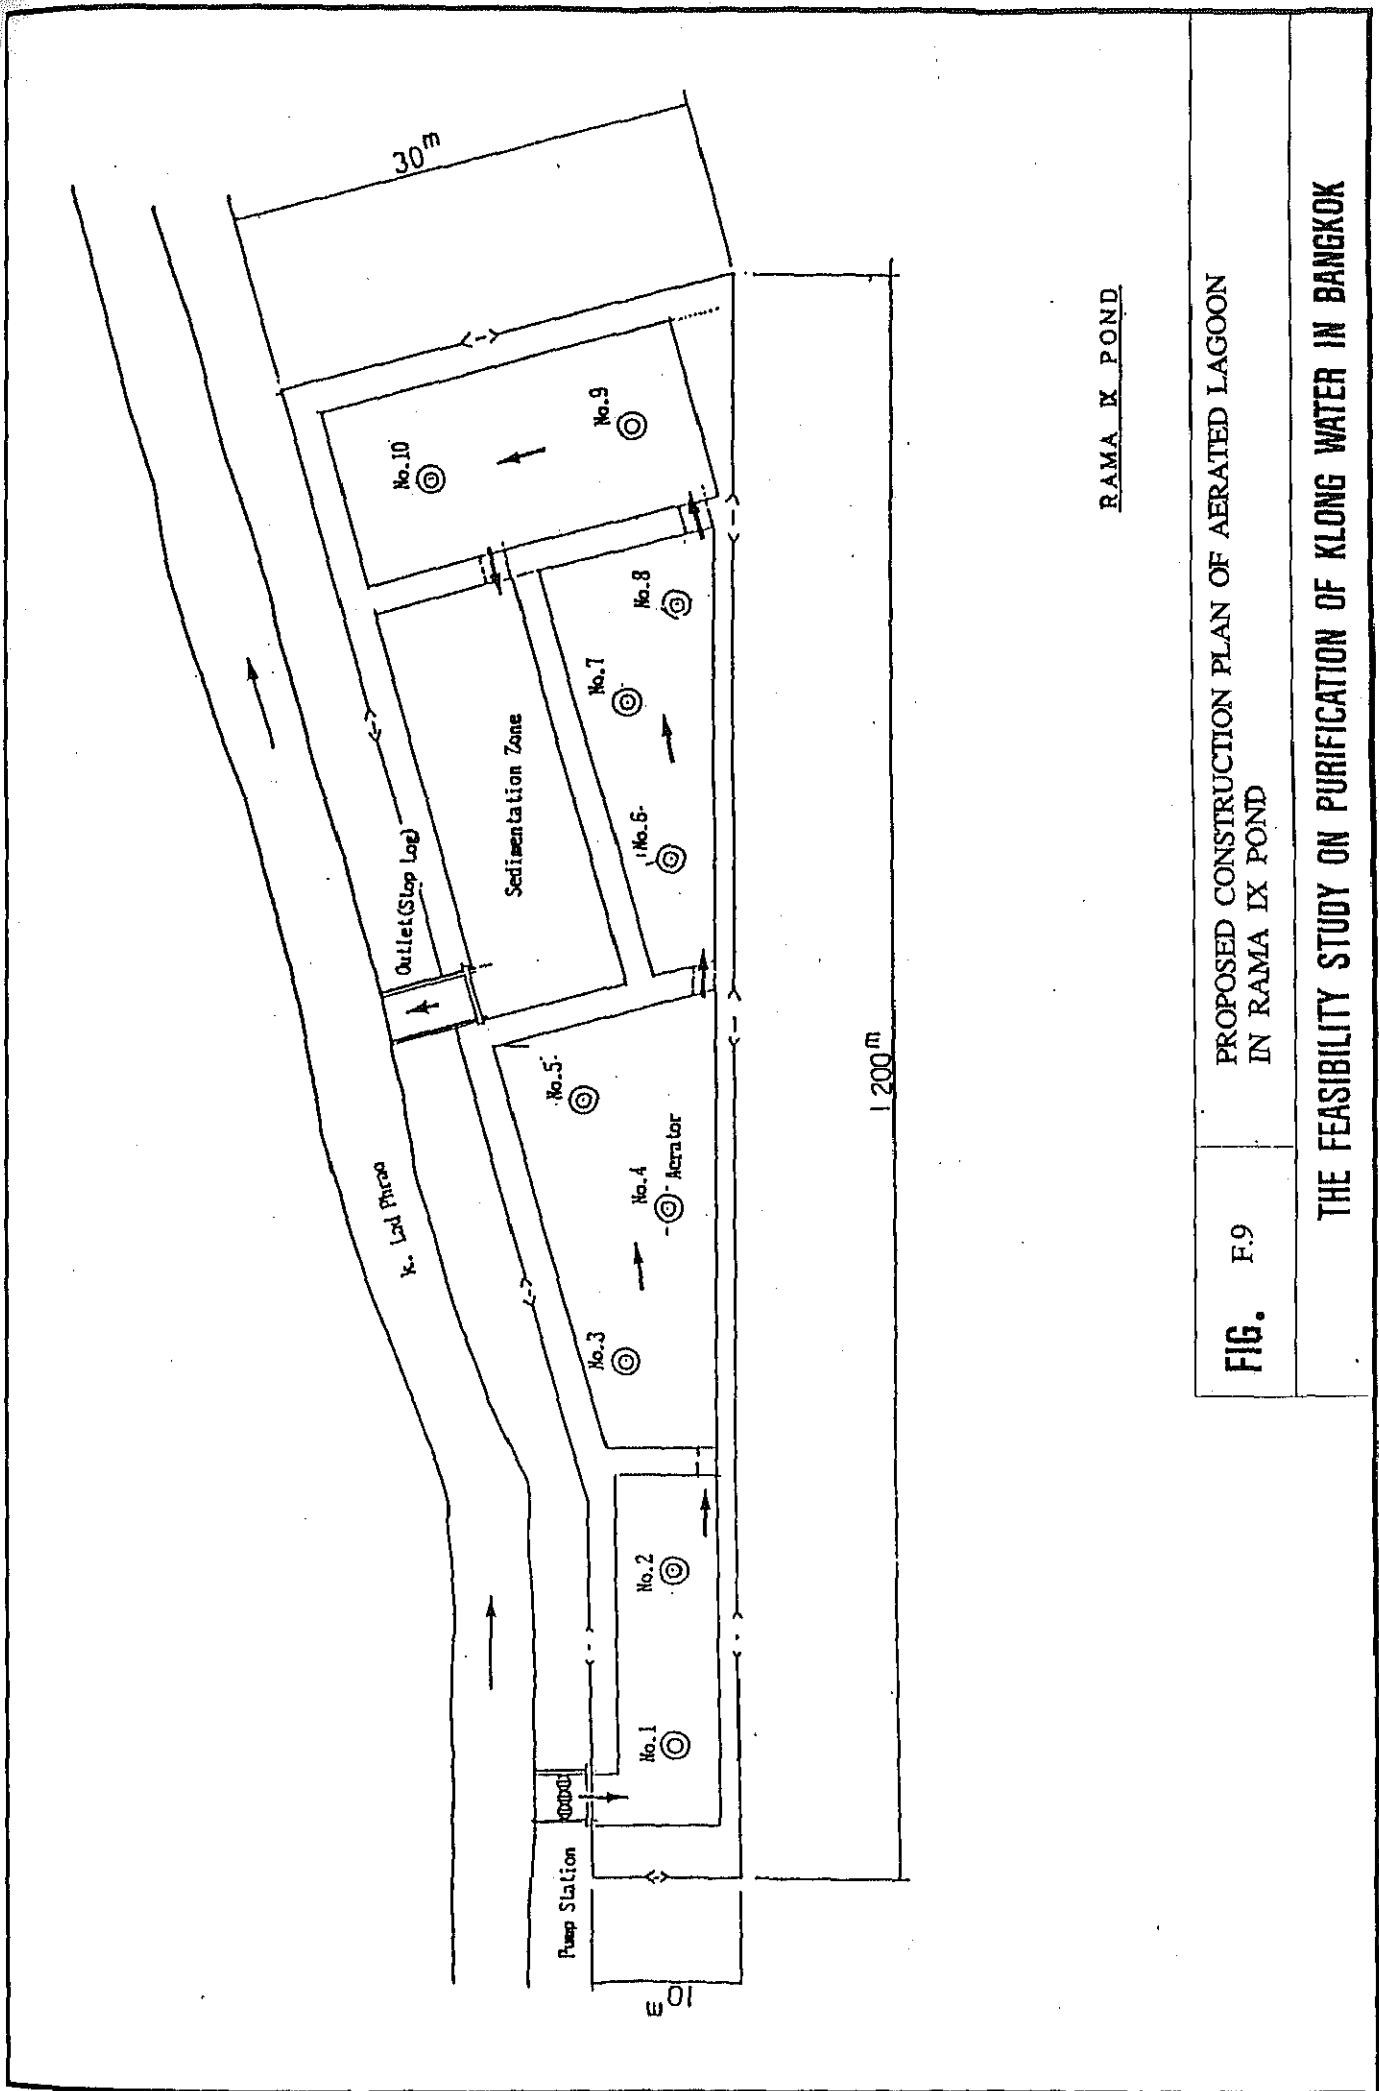 30m
No.10
No.9
No.8
No.7
No.6
Sedimentation Zone
Outlet(Stop Log)
No.5
No.4
Aerator
K. Lad Phrao
No.3
No.2
No.1
Pump Station
10m
1200m
RAMA IX POND
FIG. F.9
PROPOSED CONSTRUCTION PLAN OF AERATED LAGOON
IN RAMA IX POND
THE FEASIBILITY STUDY ON PURIFICATION OF KLONG WATER IN BANGKOK